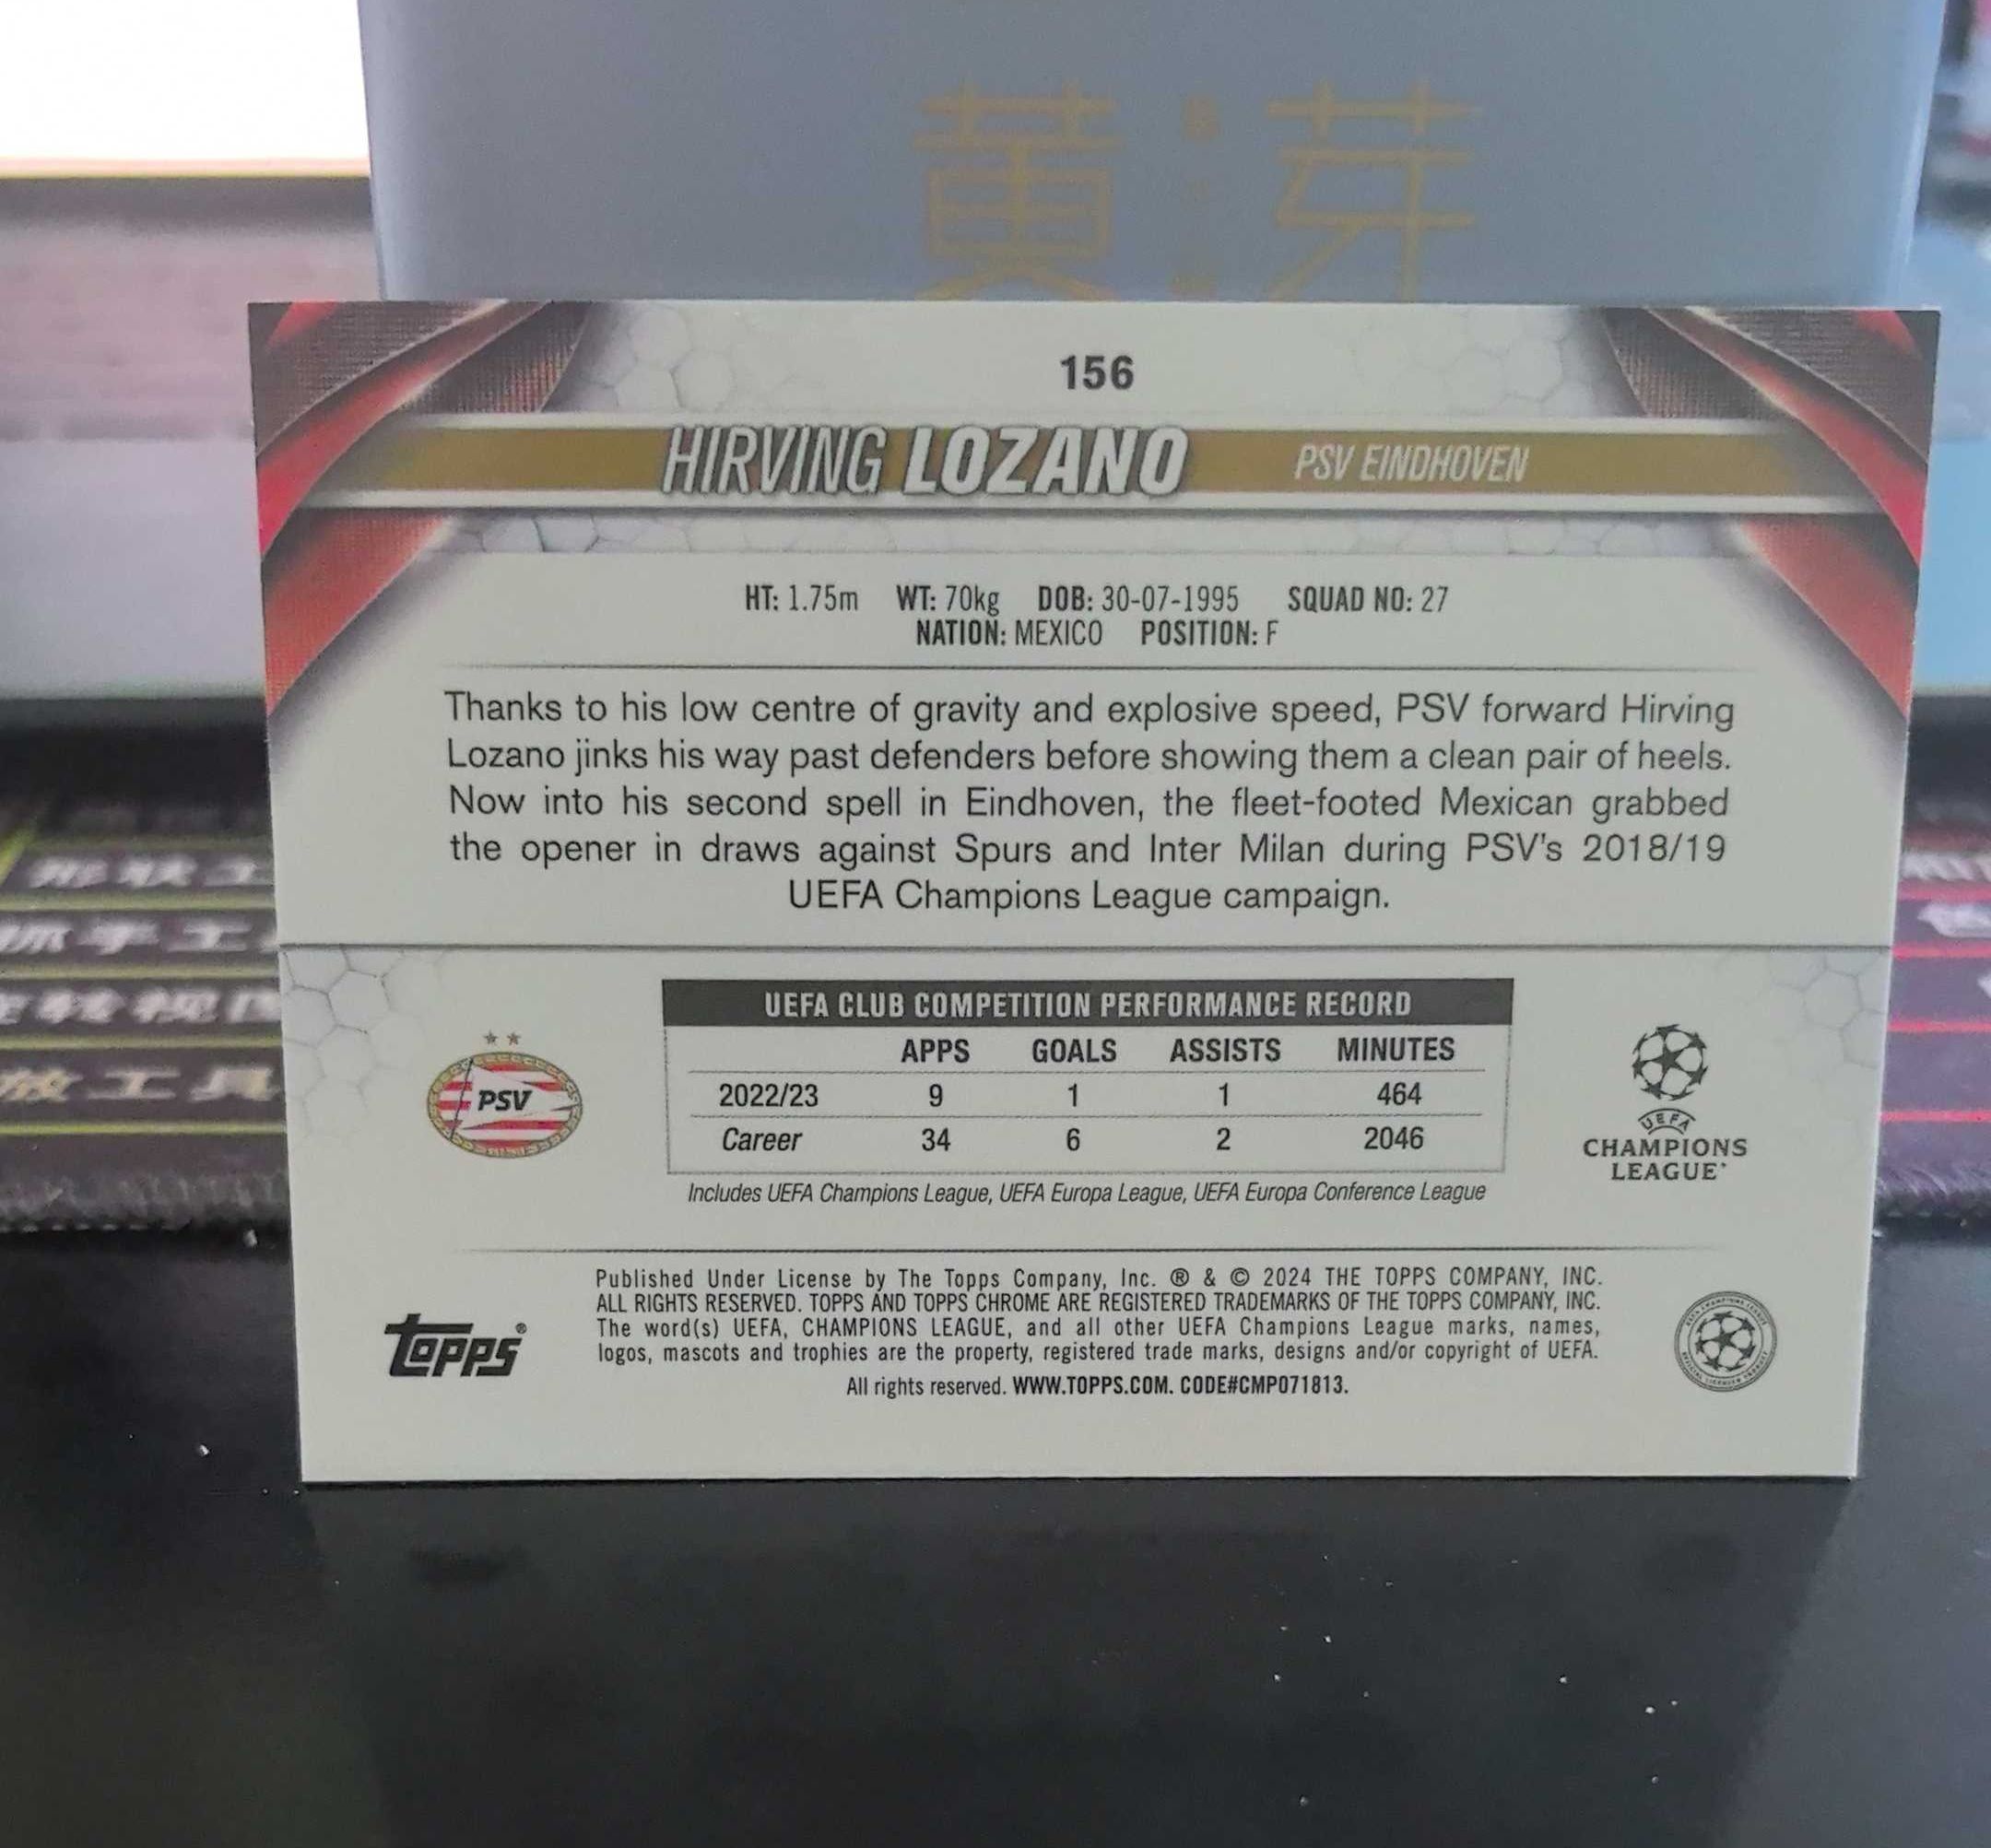 黄芽
156
HIRVING LOZANO PSV EINDHOVEN
HT: 1.75m WT: 70kg DOB: 30-07-1995 SQUAD NO: 27
NATION: MEXICO POSITION: F
Thanks to his low centre of gravity and explosive speed, PSV forward Hirving
Lozano jinks his way past defenders before showing them a clean pair of heels.
Now into his second spell in Eindhoven, the fleet-footed Mexican grabbed
the opener in draws against Spurs and Inter Milan during PSV's 2018/19
UEFA Champions League campaign.
UEFA CLUB COMPETITION PERFORMANCE RECORD
APPS GOALS ASSISTS MINUTES
2022/23 9 1 1 464
Career 34 6 2 2046
Includes UEFA Champions League, UEFA Europa League, UEFA Europa Conference League
PSV
UEFA
CHAMPIONS
LEAGUE
Published Under License by The Topps Company, Inc. ® & © 2024 THE TOPPS COMPANY, INC.
ALL RIGHTS RESERVED. TOPPS AND TOPPS CHROME ARE REGISTERED TRADEMARKS OF THE TOPPS COMPANY, INC.
The word(s) UEFA, CHAMPIONS LEAGUE, and all other UEFA Champions League marks, names,
logos, mascots and trophies are the property, registered trade marks, designs and/or copyright of UEFA.
All rights reserved. WWW.TOPPS.COM. CODE#CMP071813.
Topps®
抓手工
放工具